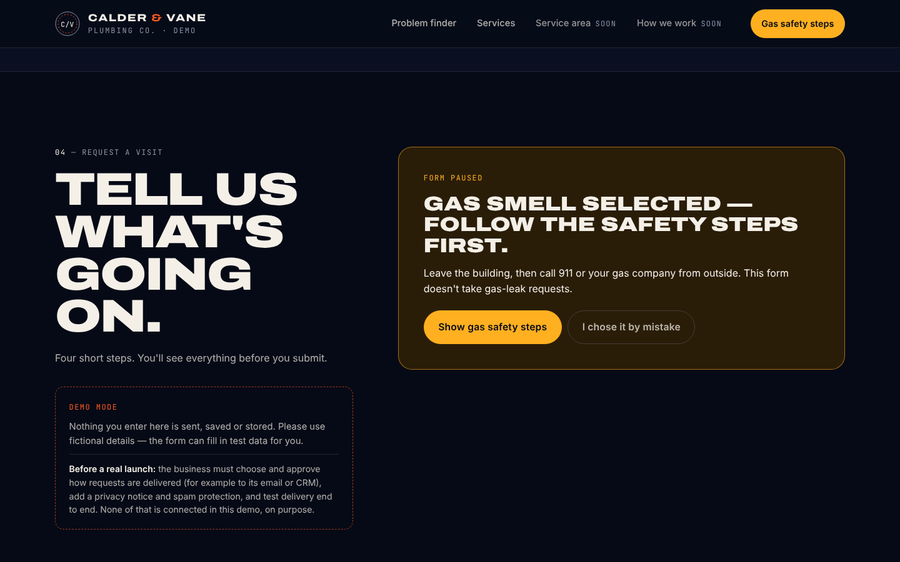 C/V
CALDER & VANE
PLUMBING CO. · DEMO
Problem finder
Services
Service area SOON
How we work SOON
Gas safety steps
04 — REQUEST A VISIT
TELL US
WHAT'S
GOING
ON.
Four short steps. You'll see everything before you submit.
DEMO MODE
Nothing you enter here is sent, saved or stored. Please use
fictional details — the form can fill in test data for you.
Before a real launch: the business must choose and approve
how requests are delivered (for example to its email or CRM),
add a privacy notice and spam protection, and test delivery end
to end. None of that is connected in this demo, on purpose.
FORM PAUSED
GAS SMELL SELECTED —
FOLLOW THE SAFETY STEPS
FIRST.
Leave the building, then call 911 or your gas company from outside. This form
doesn't take gas-leak requests.
Show gas safety steps
I chose it by mistake